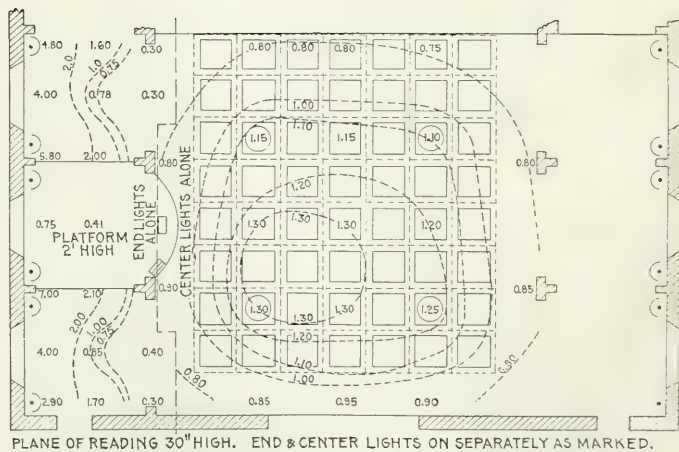 4.80 1.60 0.30 0.80 0.80 0.80 0.75
2.0 1.0 0.75
4.00 0.78 0.30
1.00
1.10
1.15 1.15 1.10
5.80 2.00 0.80 0.80
1.20
0.75 0.41 1.30 1.30 1.30 1.20
PLATFORM
2' HIGH
END LIGHTS
ALONE
CENTER LIGHTS ALONE
7.00 2.10 0.90 0.85
2.00 1.00 0.75
1.30 1.30 1.30 1.25
1.20
4.00 0.85 0.40
1.10
1.00
0.80 0.80
2.90 1.70 0.30 0.85 0.95 0.90
PLANE OF READING 30" HIGH. END & CENTER LIGHTS ON SEPARATELY AS MARKED.